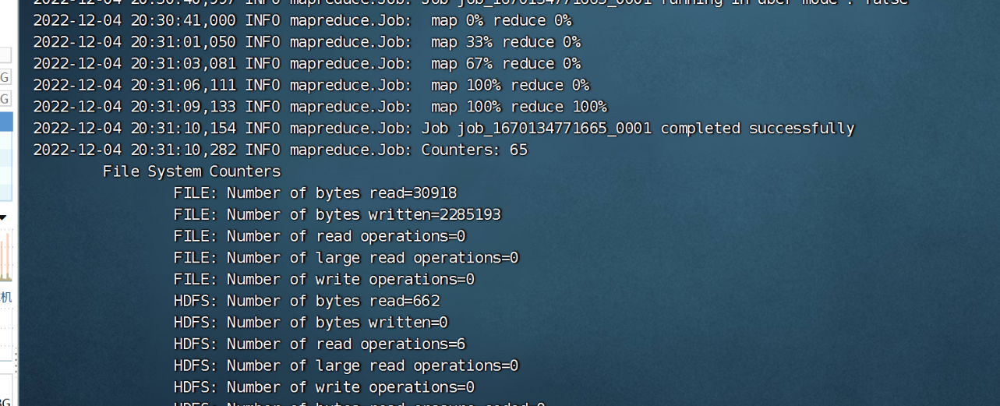 2022-12-04 20:30:40,997 INFO mapreduce.Job: Job job_1670134771665_0001 running in uber mode : false
2022-12-04 20:30:41,000 INFO mapreduce.Job:  map 0% reduce 0%
2022-12-04 20:31:01,050 INFO mapreduce.Job:  map 33% reduce 0%
2022-12-04 20:31:03,081 INFO mapreduce.Job:  map 67% reduce 0%
2022-12-04 20:31:06,111 INFO mapreduce.Job:  map 100% reduce 0%
2022-12-04 20:31:09,133 INFO mapreduce.Job:  map 100% reduce 100%
2022-12-04 20:31:10,154 INFO mapreduce.Job: Job job_1670134771665_0001 completed successfully
2022-12-04 20:31:10,282 INFO mapreduce.Job: Counters: 65
File System Counters
FILE: Number of bytes read=30918
FILE: Number of bytes written=2285193
FILE: Number of read operations=0
FILE: Number of large read operations=0
FILE: Number of write operations=0
HDFS: Number of bytes read=662
HDFS: Number of bytes written=0
HDFS: Number of read operations=6
HDFS: Number of large read operations=0
HDFS: Number of write operations=0
HDFS: Number of bytes read erasure-coded=0
G
G
机
G